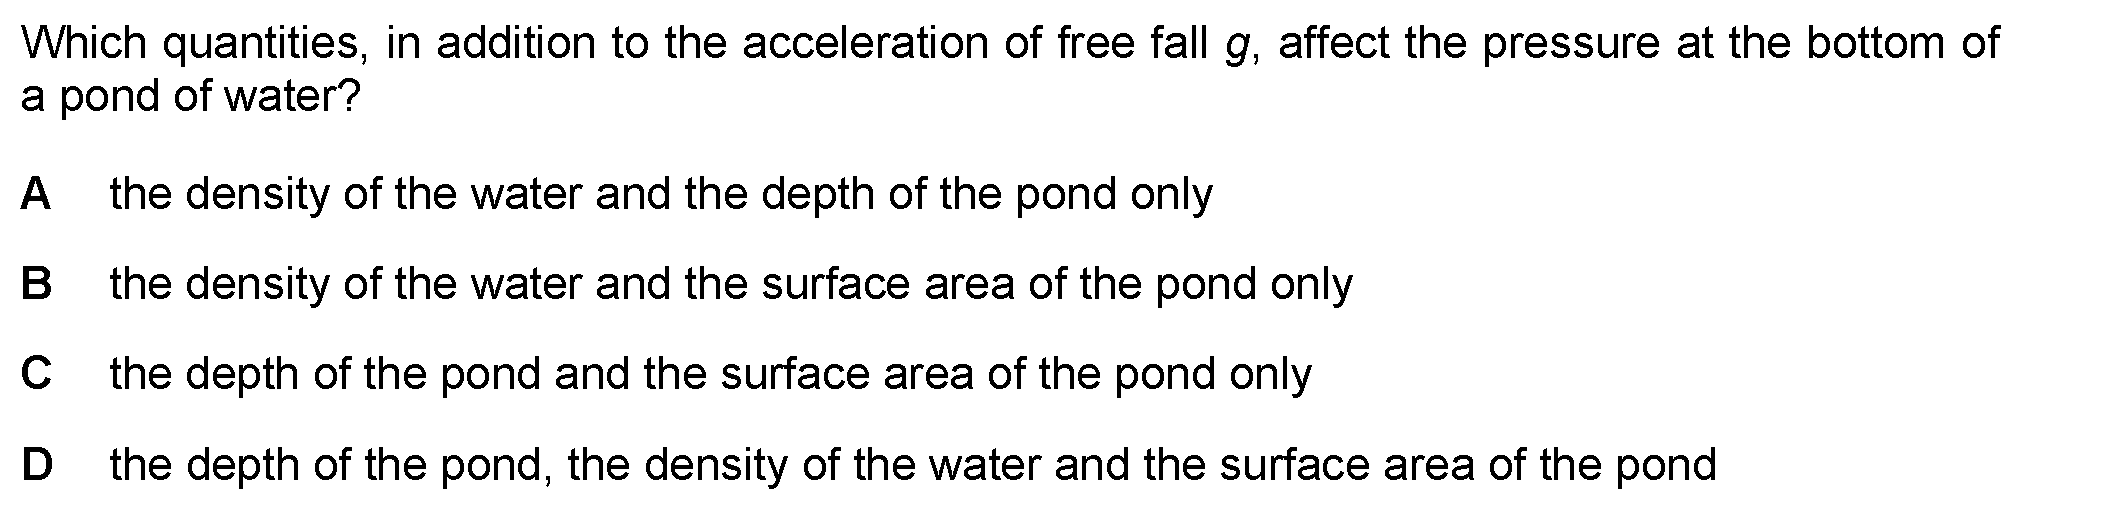 Which quantities, in addition to the acceleration of free fall g, affect the pressure at the bottom of
a pond of water?
A the density of the water and the depth of the pond only
B the density of the water and the surface area of the pond only
C the depth of the pond and the surface area of the pond only
D the depth of the pond, the density of the water and the surface area of the pond